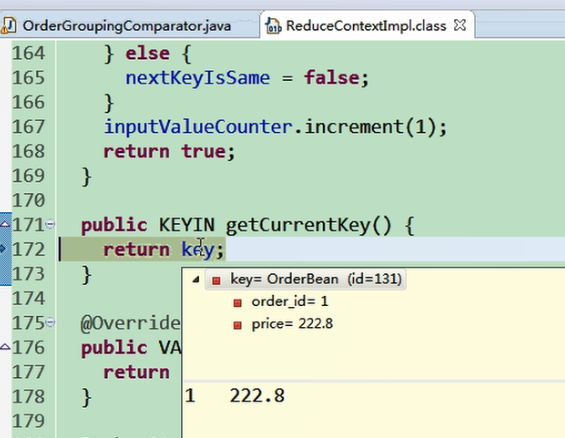 OrderGroupingComparator.java
ReduceContextImpl.class
164 } else {
165 nextKeyIsSame = false;
166 }
167 inputValueCounter.increment(1);
168 return true;
169 }
170
171 public KEYIN getCurrentKey() {
172 return key;
173 }
174
175 @Override
176 public VA
177 return
178 }
179
key= OrderBean (id=131)
order_id= 1
price= 222.8
1 222.8